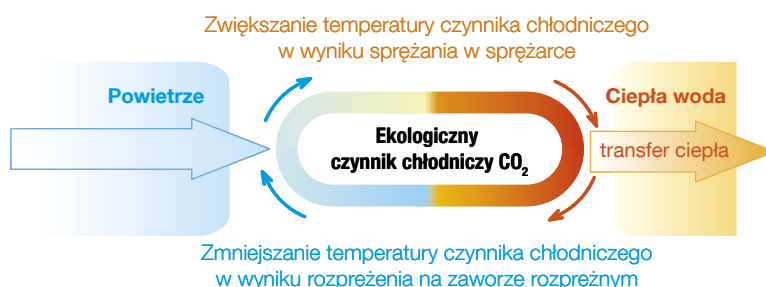 Zwiększanie temperatury czynnika chłodniczego
w wyniku sprężania w sprężarce
Powietrze
Ciepła woda
Ekologiczny
czynnik chłodniczy CO₂
transfer ciepła
Zmniejszanie temperatury czynnika chłodniczego
w wyniku rozprężenia na zaworze rozprężnym